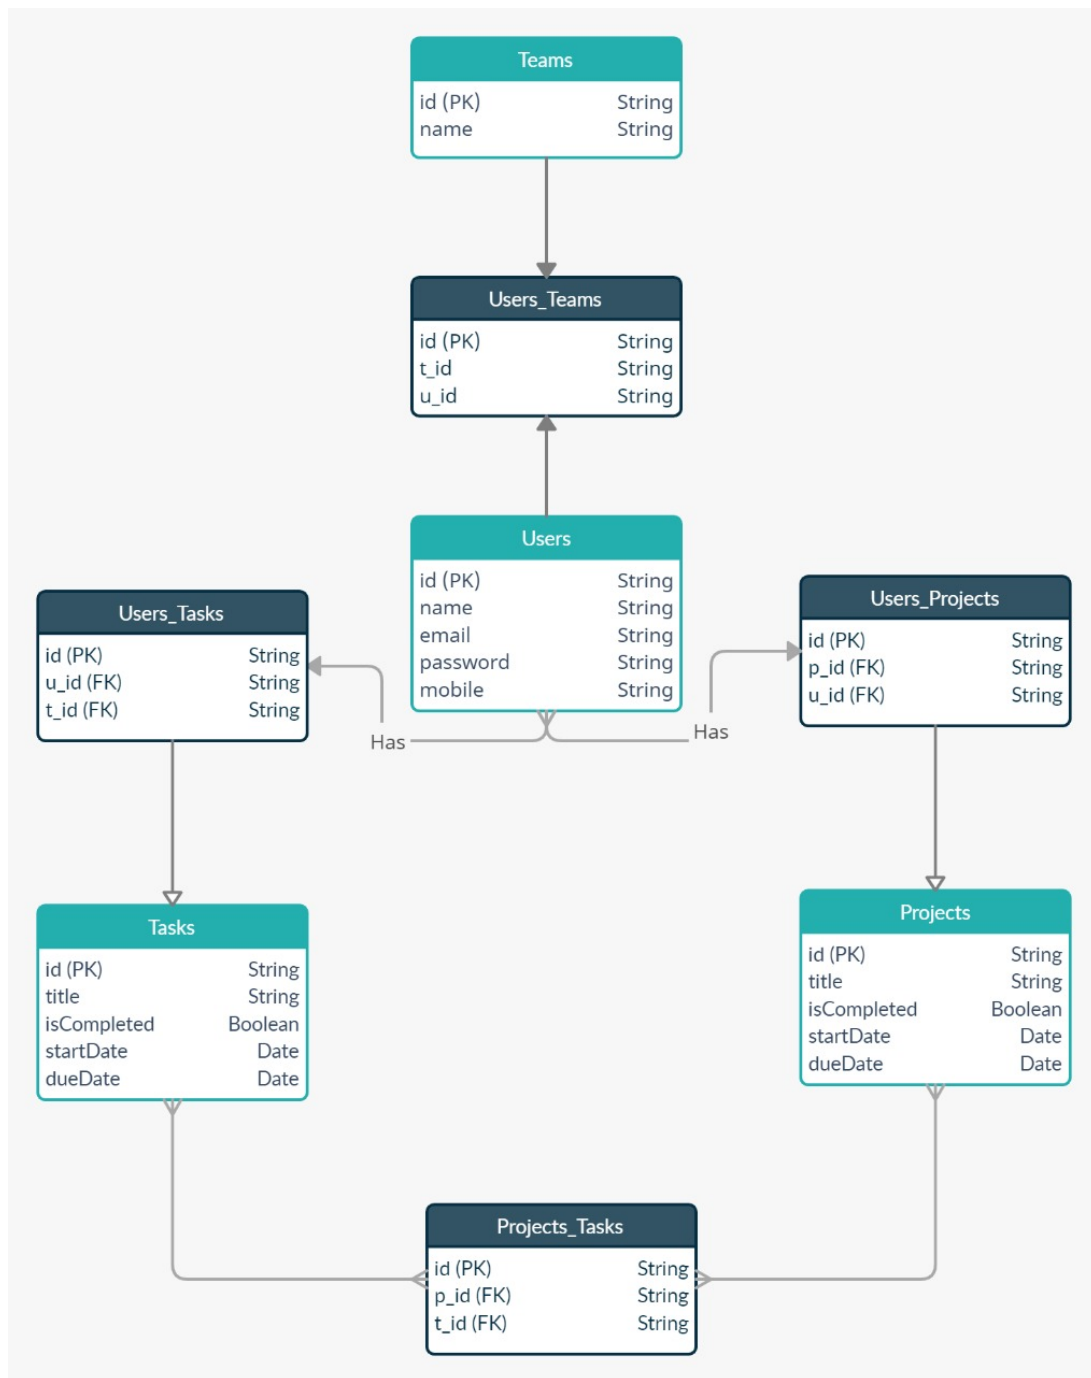 Teams
id (PK) String
name String
Users_Teams
id (PK) String
t_id String
u_id String
Users
id (PK) String
name String
email String
password String
mobile String
Users_Tasks
id (PK) String
u_id (FK) String
t_id (FK) String
Users_Projects
id (PK) String
p_id (FK) String
u_id (FK) String
Has
Has
Tasks
id (PK) String
title String
isCompleted Boolean
startDate Date
dueDate Date
Projects
id (PK) String
title String
isCompleted Boolean
startDate Date
dueDate Date
Projects_Tasks
id (PK) String
p_id (FK) String
t_id (FK) String